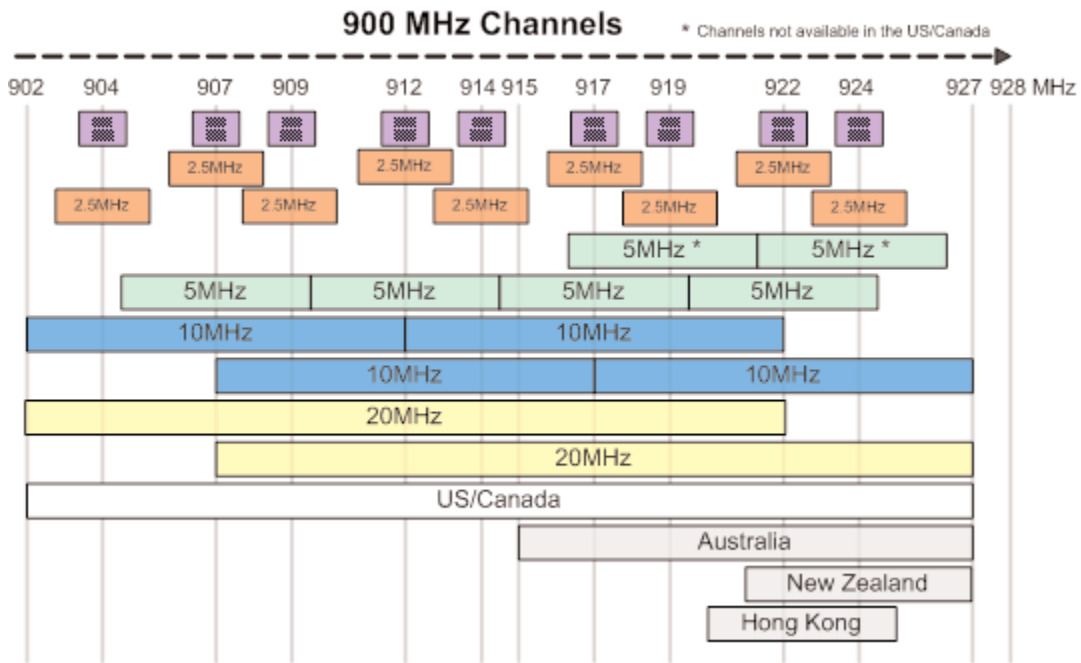 900 MHz Channels
* Channels not available in the US/Canada
902 904 907 909 912 914 915 917 919 922 924 927 928 MHz
2.5MHz 2.5MHz 2.5MHz 2.5MHz
2.5MHz 2.5MHz 2.5MHz 2.5MHz 2.5MHz
5MHz * 5MHz *
5MHz 5MHz 5MHz 5MHz
10MHz 10MHz
10MHz 10MHz
20MHz
20MHz
US/Canada
Australia
New Zealand
Hong Kong